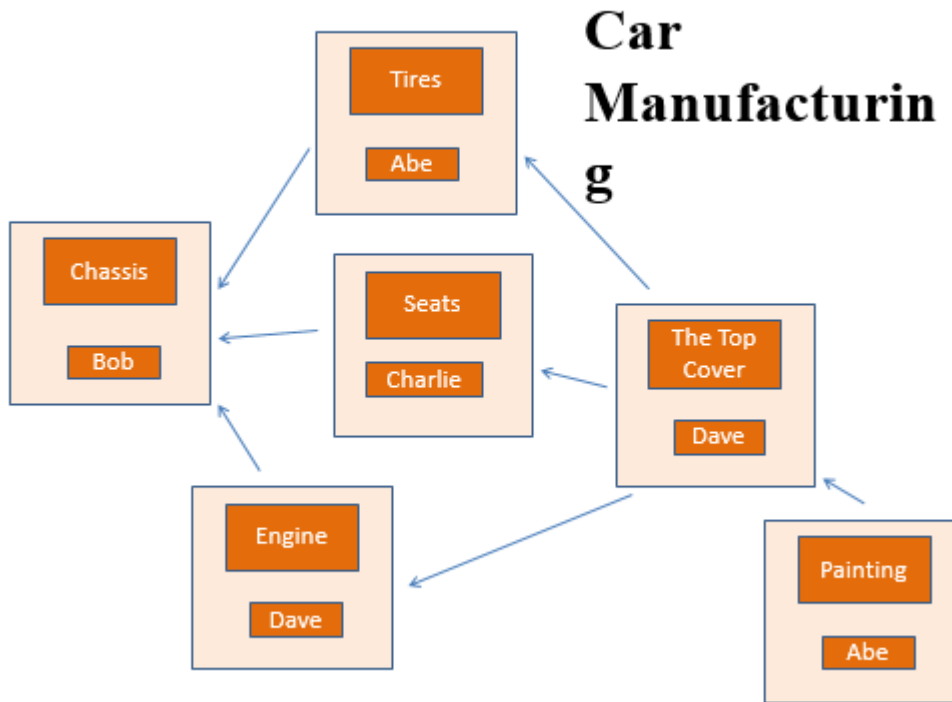 Car
Manufacturin
g
Tires
Abe
Chassis
Bob
Seats
Charlie
The Top
Cover
Dave
Engine
Dave
Painting
Abe